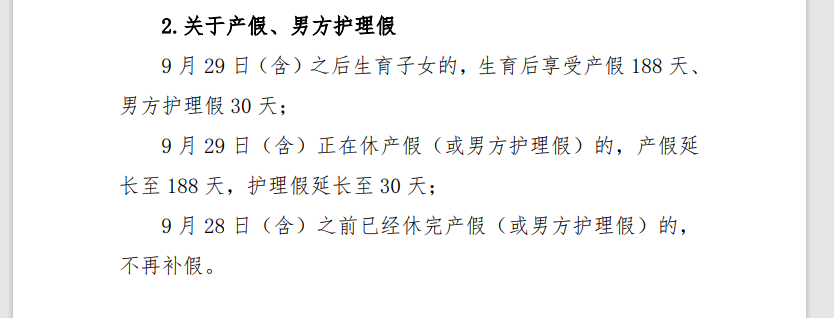 2.关于产假、男方护理假
9月29日（含）之后生育子女的，生育后享受产假188天、
男方护理假30天；
9月29日（含）正在休产假（或男方护理假）的，产假延
长至188天，护理假延长至30天；
9月28日（含）之前已经休完产假（或男方护理假）的，
不再补假。